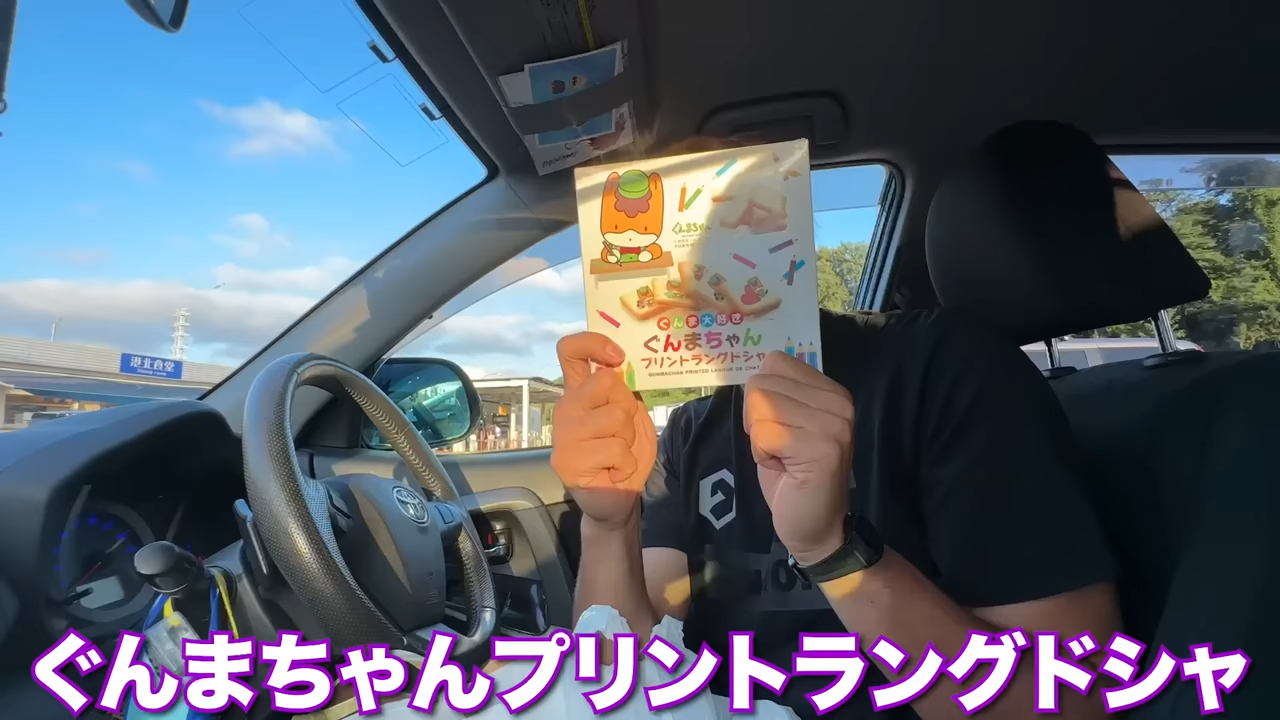 港北食堂
ぐんまちゃん
ぐんま大好き
ぐんまちゃん
プリントラングドシャ
GUNMACHAN PRINTED LANGUE DE CHAT
ぐんまちゃんプリントラングドシャ